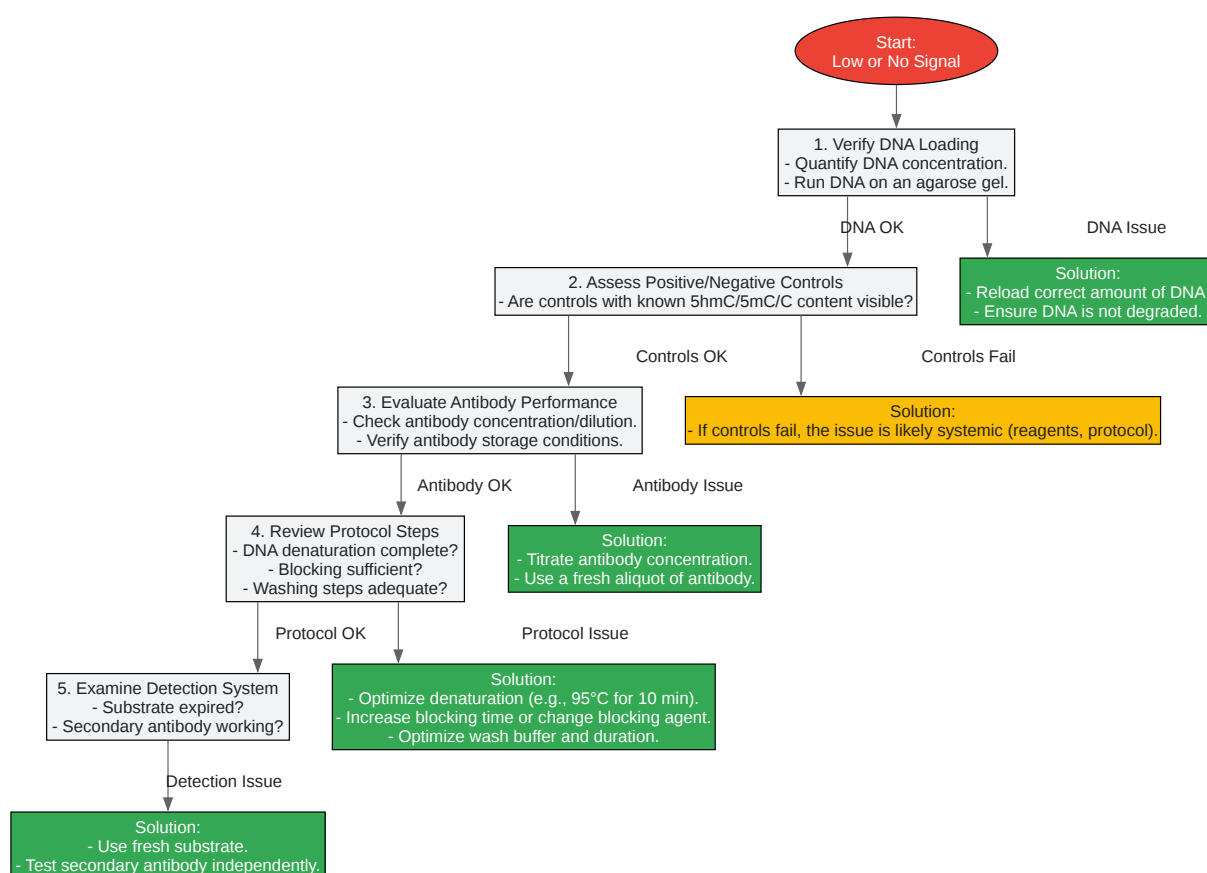 Start:
Low or No Signal
1. Verify DNA Loading
- Quantify DNA concentration.
- Run DNA on an agarose gel.
DNA OK
DNA Issue
2. Assess Positive/Negative Controls
- Are controls with known 5hmC/5mC/C content visible?
Solution:
- Reload correct amount of DNA
- Ensure DNA is not degraded.
Controls OK
Controls Fail
3. Evaluate Antibody Performance
- Check antibody concentration/dilution.
- Verify antibody storage conditions.
Solution:
- If controls fail, the issue is likely systemic (reagents, protocol).
Antibody OK
Antibody Issue
4. Review Protocol Steps
- DNA denaturation complete?
- Blocking sufficient?
- Washing steps adequate?
Solution:
- Titrate antibody concentration.
- Use a fresh aliquot of antibody.
Protocol OK
Protocol Issue
5. Examine Detection System
- Substrate expired?
- Secondary antibody working?
Solution:
- Optimize denaturation (e.g., 95°C for 10 min).
- Increase blocking time or change blocking agent.
- Optimize wash buffer and duration.
Detection Issue
Solution:
- Use fresh substrate.
- Test secondary antibody independently.